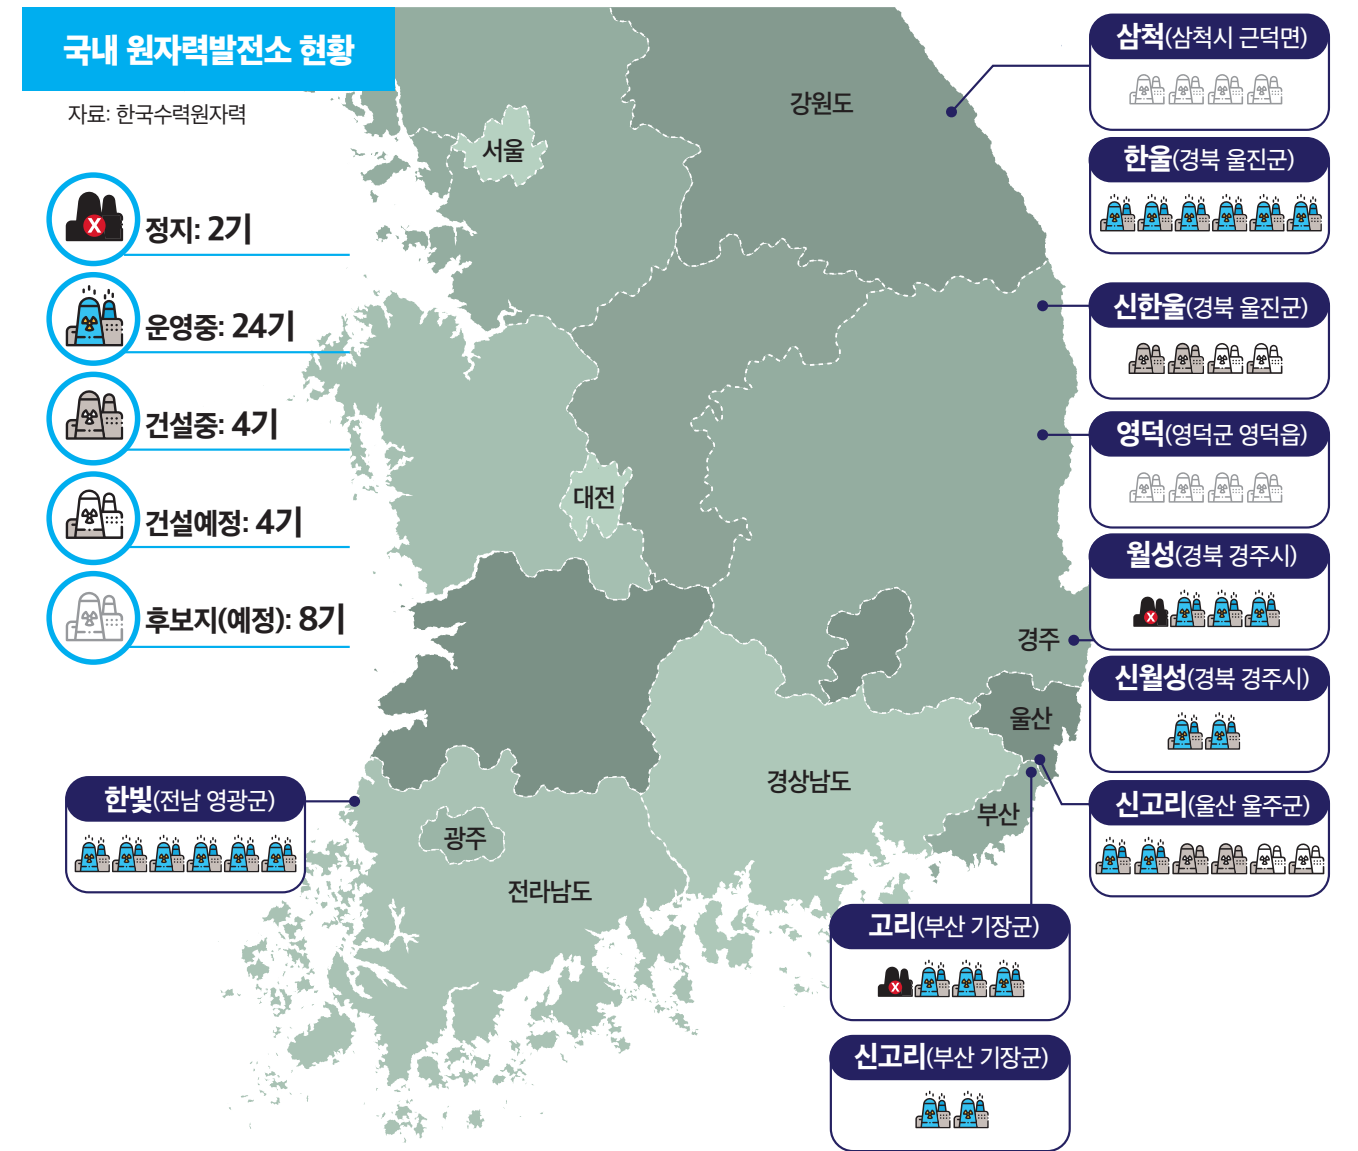 국내 원자력발전소 현황
자료: 한국수력원자력
정지: 2기
운영중: 24기
건설중: 4기
건설예정: 4기
후보지(예정): 8기
서울
강원도
대전
경주
울산
경상남도
부산
광주
전라남도
삼척(삼척시 근덕면)
한울(경북 울진군)
신한울(경북 울진군)
영덕(영덕군 영덕읍)
월성(경북 경주시)
X
신월성(경북 경주시)
신고리(울산 울주군)
한빛(전남 영광군)
고리(부산 기장군)
X
신고리(부산 기장군)
X